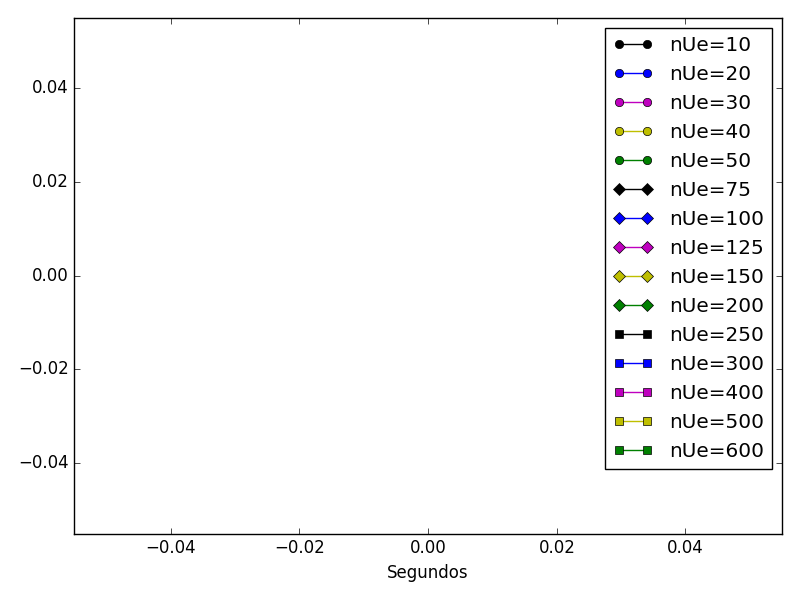 0.04
0.02
0.00
−0.02
−0.04
−0.04
−0.02
0.00
0.02
0.04
Segundos
nUe=10
nUe=20
nUe=30
nUe=40
nUe=50
nUe=75
nUe=100
nUe=125
nUe=150
nUe=200
nUe=250
nUe=300
nUe=400
nUe=500
nUe=600